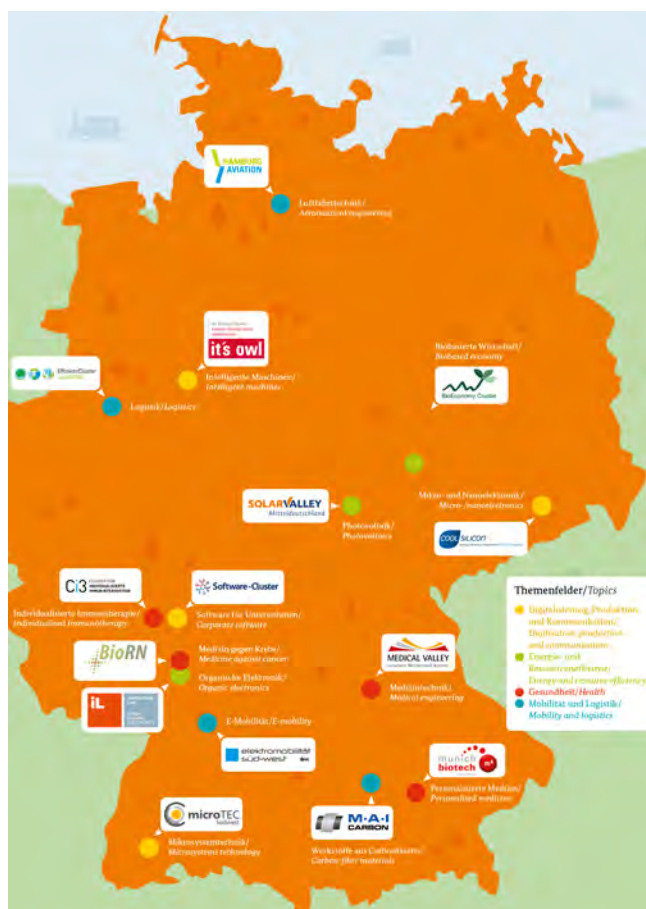 HAMBURG
AVIATION
Luftfahrttechnik/
it's owl
Intelligente Maschinen/
Intelligent machines
EffizienzCluster
Logistik/Logistics
Biobasierte Wirtschaft/
Biobased economy
BioEconomy Cluster
SOLARVALLEY
Mitteldeutschland
Photovoltaik/
Photovoltaics
Mikro- und Nanoelektronik/
Micro-/nanoelectronics
COOL SILICON
Ci3
Individualisierte Immuntherapie/
Individualised immunotherapy
Software-Cluster
Software für Unternehmen/
Corporate software
BioRN
Medizin gegen Krebs/
Medicine against cancer
iL
Organische Elektronik/
Organic electronics
MEDICAL VALLEY
Medizintechnik/
Medical engineering
E-Mobilität/E-mobility
elektromobilität
süd-west
munich
biotech m4
Personalisierte Medizin/
Personalised medicine
M·A·I
CARBON
Werkstoffe aus Carbonfasern/
Carbon fiber materials
microTEC
Südwest
Mikrosystemtechnik/
Microsystems technology
Themenfelder/Topics
Digitalisierung, Produktion
und Kommunikation/
Digitisation, production
and communication
Energie- und
Ressourceneffizienz/
Energy and resource efficiency
Gesundheit/Health
Mobilität und Logistik/
Mobility and logistics